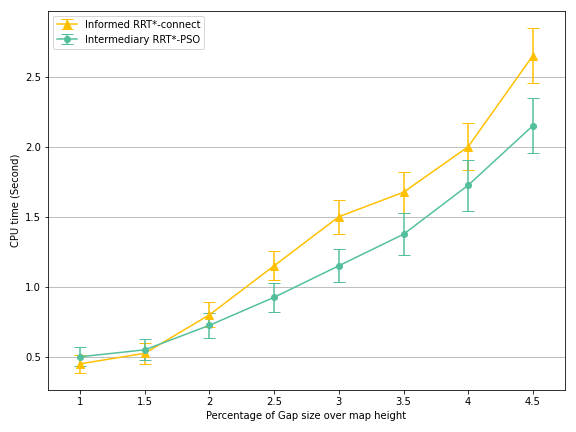 Informed RRT*-connect
Intermediary RRT*-PSO
CPU time (Second)
2.5
2.0
1.5
1.0
0.5
1 1.5 2 2.5 3 3.5 4 4.5
Percentage of Gap size over map height